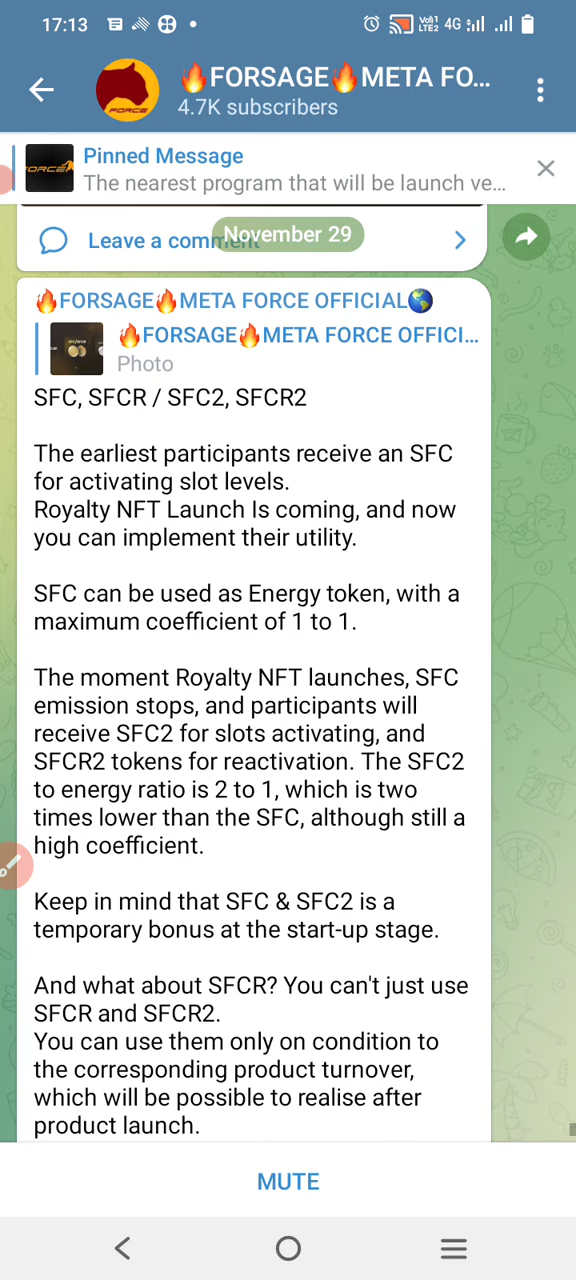 17:13
Vo1) LTE2 4G
🔥FORSAGE🔥META FO...
4.7K subscribers
FORCE
Pinned Message
The nearest program that will be launch ve...
Leave a comment
November 29
🔥FORSAGE🔥META FORCE OFFICIAL🌎
🔥FORSAGE🔥META FORCE OFFICI...
Photo
SFC, SFCR / SFC2, SFCR2
The earliest participants receive an SFC
for activating slot levels.
Royalty NFT Launch Is coming, and now
you can implement their utility.
SFC can be used as Energy token, with a
maximum coefficient of 1 to 1.
The moment Royalty NFT launches, SFC
emission stops, and participants will
receive SFC2 for slots activating, and
SFCR2 tokens for reactivation. The SFC2
to energy ratio is 2 to 1, which is two
times lower than the SFC, although still a
high coefficient.
Keep in mind that SFC & SFC2 is a
temporary bonus at the start-up stage.
And what about SFCR? You can't just use
SFCR and SFCR2.
You can use them only on condition to
the corresponding product turnover,
which will be possible to realise after
product launch.
MUTE